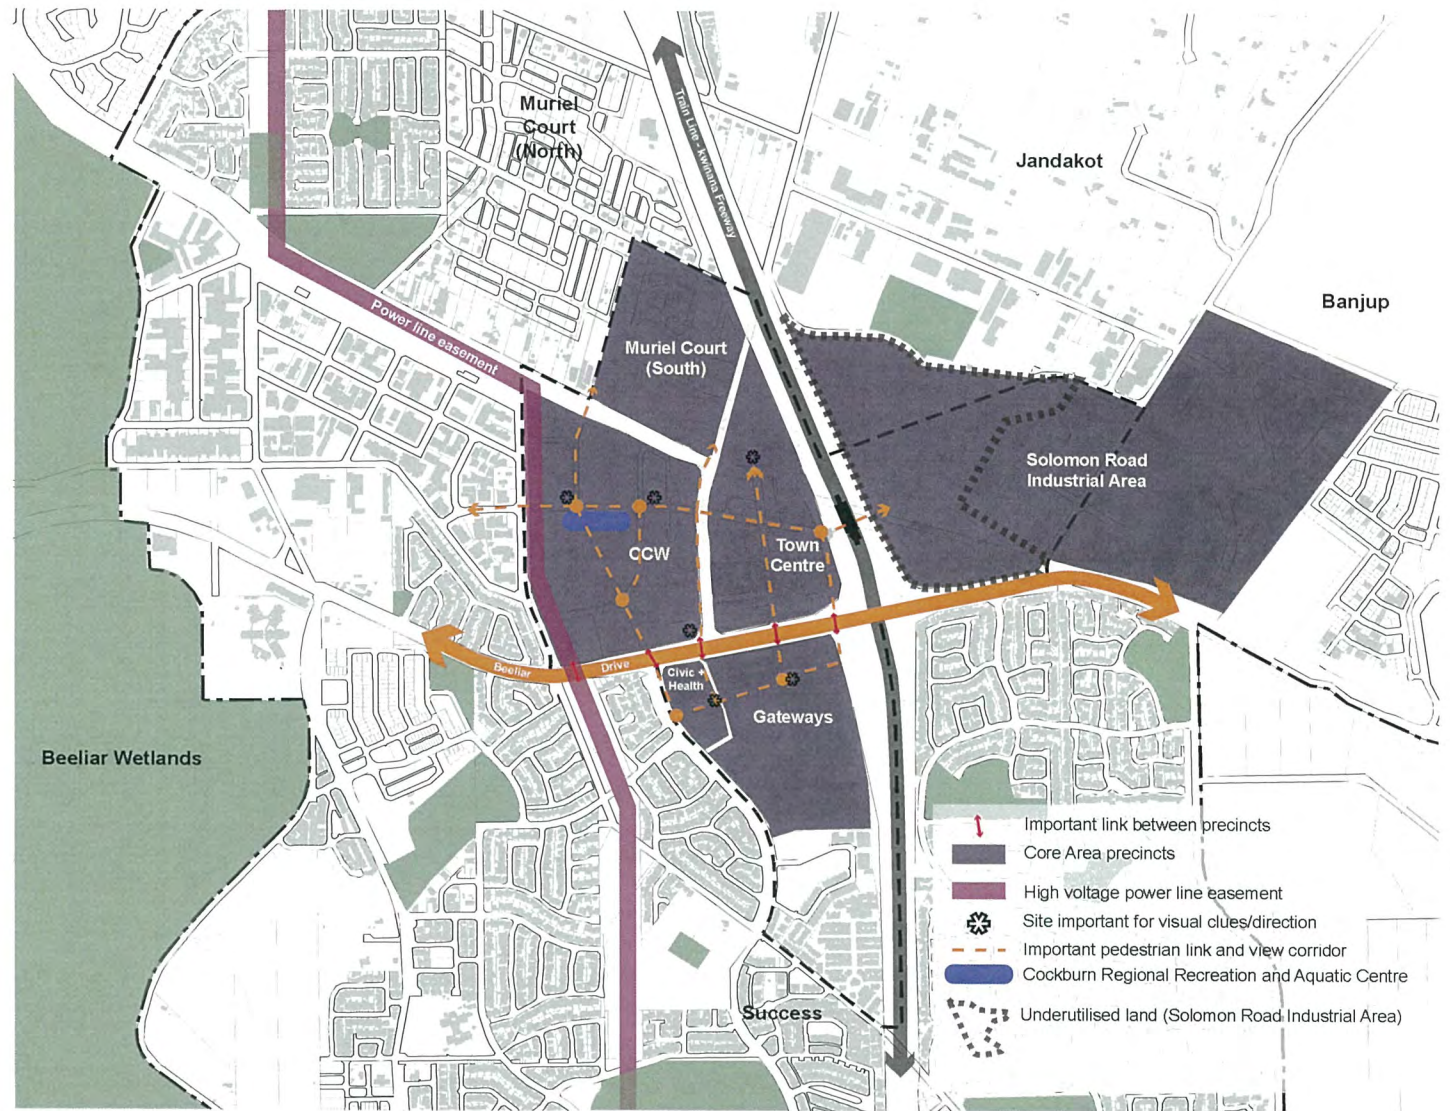 Muriel
Court
(North)
Train Line - kwinana Freeway
Jandakot
Banjup
Power line easement
Muriel Court
(South)
Solomon Road
Industrial Area
CCW
Town
Centre
Beeliar Drive
Civic +
Health
Gateways
Beeliar Wetlands
Success
Important link between precincts
Core Area precincts
High voltage power line easement
Site important for visual clues/direction
Important pedestrian link and view corridor
Cockburn Regional Recreation and Aquatic Centre
Underutilised land (Solomon Road Industrial Area)